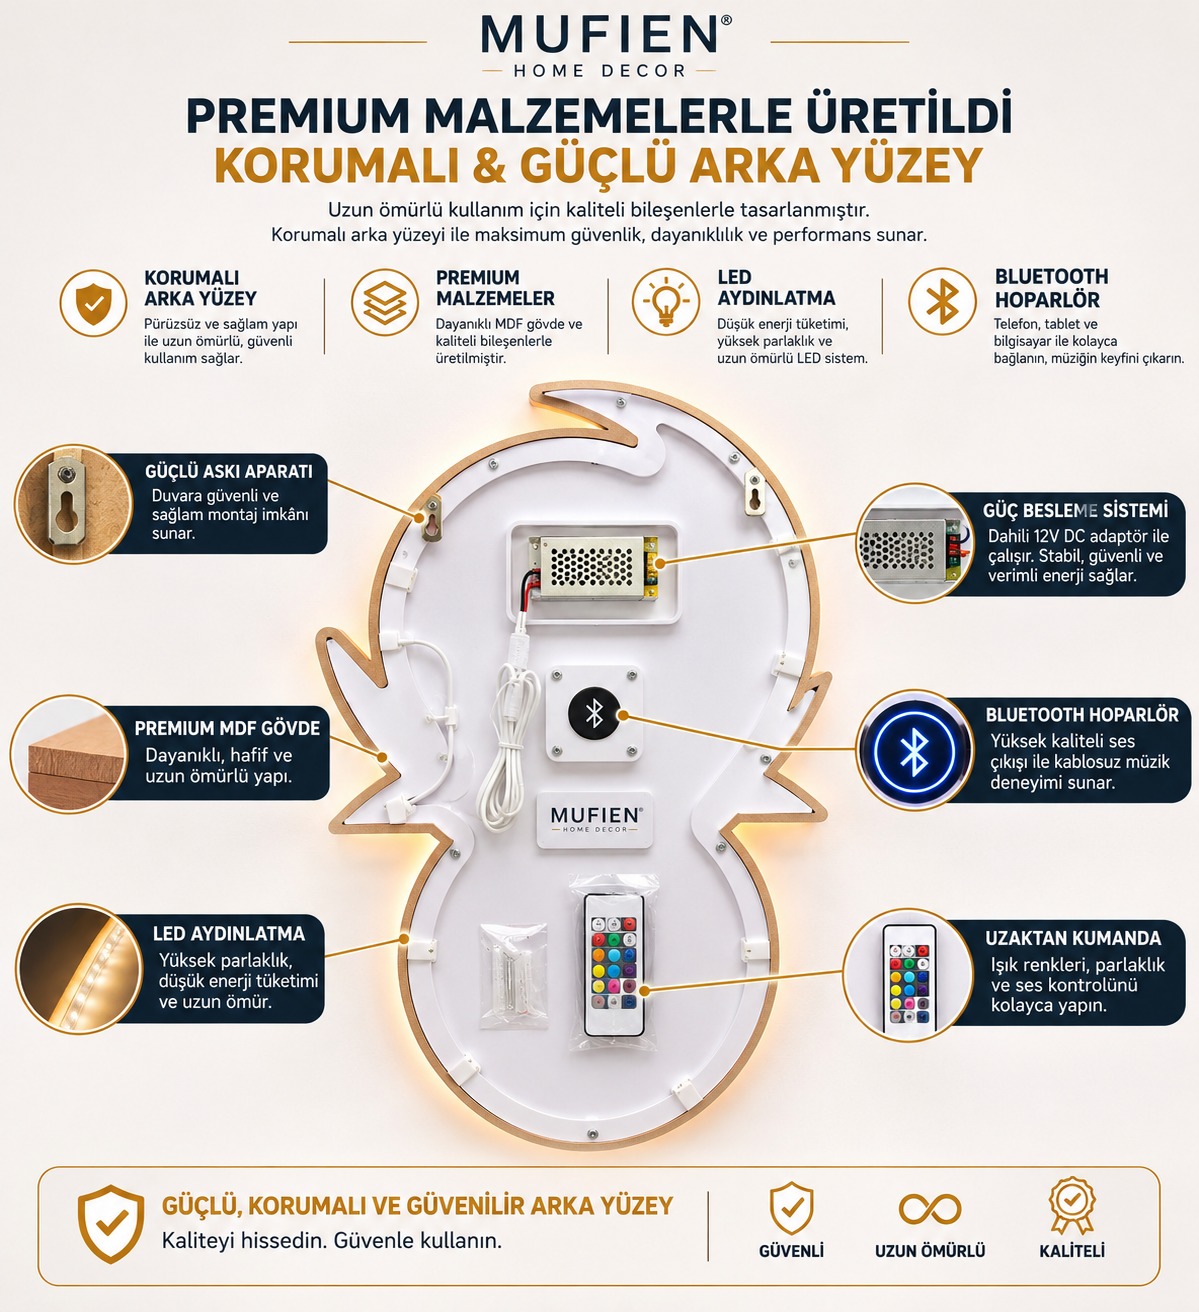 MUFIEN®
HOME DECOR
PREMIUM MALZEMELERLE ÜRETİLDİ
KORUMALI & GÜÇLÜ ARKA YÜZEY
Uzun ömürlü kullanım için kaliteli bileşenlerle tasarlanmıştır.
Korumalı arka yüzeyi ile maksimum güvenlik, dayanıklılık ve performans sunar.
KORUMALI
ARKA YÜZEY
Pürüzsüz ve sağlam yapı
ile uzun ömürlü, güvenli
kullanım sağlar.
PREMIUM
MALZEMELER
Dayanıklı MDF gövde ve
kaliteli bileşenlerle
üretilmiştir.
LED
AYDINLATMA
Düşük enerji tüketimi,
yüksek parlaklık ve
uzun ömürlü LED sistem.
BLUETOOTH
HOPARLÖR
Telefon, tablet ve
bilgisayar ile kolayca
bağlanın, müziğin keyfini çıkarın.
GÜÇLÜ ASKI APARATI
Duvara güvenli ve
sağlam montaj imkânı
sunar.
GÜÇ BESLEME SİSTEMİ
Dahili 12V DC adaptör ile
çalışır. Stabil, güvenli ve
verimli enerji sağlar.
PREMIUM MDF GÖVDE
Dayanıklı, hafif ve
uzun ömürlü yapı.
BLUETOOTH HOPARLÖR
Yüksek kaliteli ses
çıkışı ile kablosuz müzik
deneyimi sunar.
MUFIEN®
HOME DECOR
LED AYDINLATMA
Yüksek parlaklık,
düşük enerji tüketimi
ve uzun ömür.
UZAKTAN KUMANDA
Işık renkleri, parlaklık
ve ses kontrolünü
kolayca yapın.
GÜÇLÜ, KORUMALI VE GÜVENİLİR ARKA YÜZEY
Kaliteyi hissedin. Güvenle kullanın.
GÜVENLİ
UZUN ÖMÜRLÜ
KALİTELİ